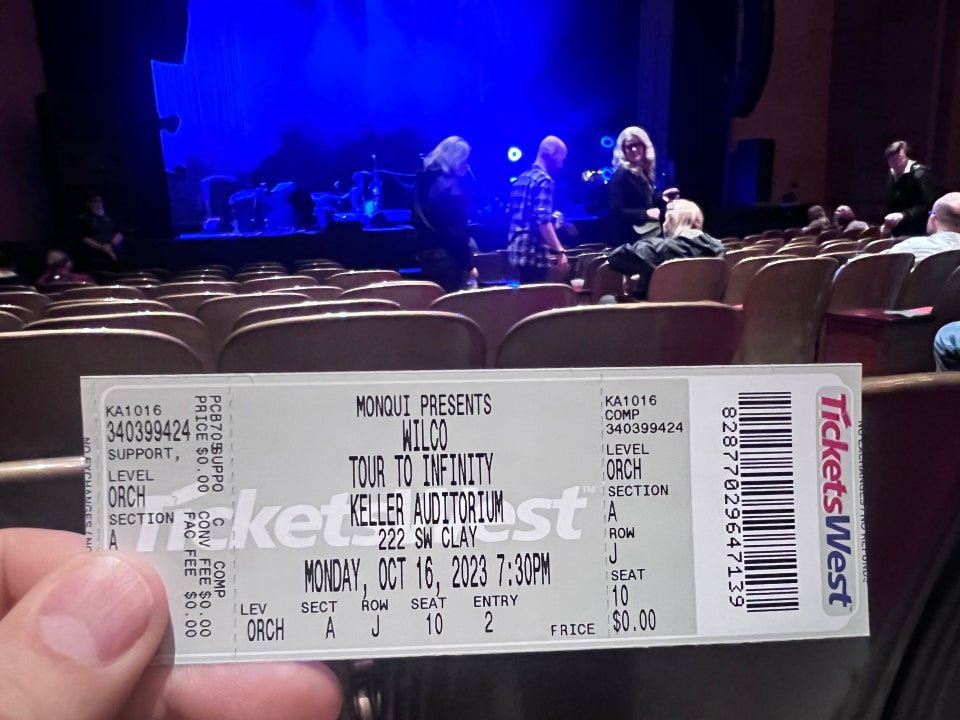 KA1016
340399424
SUPPORT,
LEVEL
ORCH
SECTION
A
PRICE $0.00 CONV FEE $0.00
FAC FEE $0.00
C COMP
MONQUI PRESENTS
WILCO
TOUR TO INFINITY
KELLER AUDITORIUM
222 SW CLAY
MONDAY, OCT 16, 2023 7:30PM
LEV SECT ROW SEAT ENTRY
ORCH A J 10 2
PRICE
TicketsWest™
KA1016
COMP
340399424
LEVEL
ORCH
SECTION
A
ROW
J
SEAT
10
$0.00
82877029647139
TicketsWest